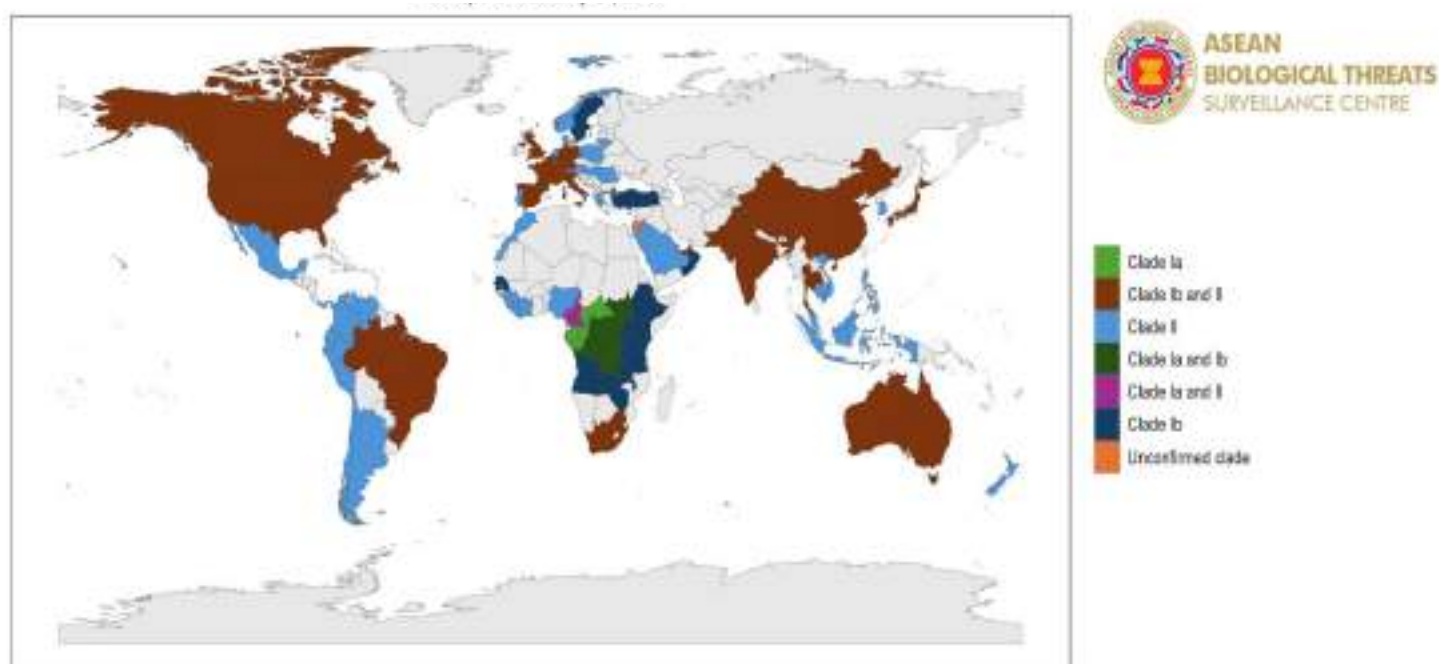 ASEAN
BIOLOGICAL THREATS
SURVEILLANCE CENTRE
Clade Ia
Clade Ib and II
Clade II
Clade Ia and Ib
Clade Ia and II
Clade Ib
Unconfirmed clade